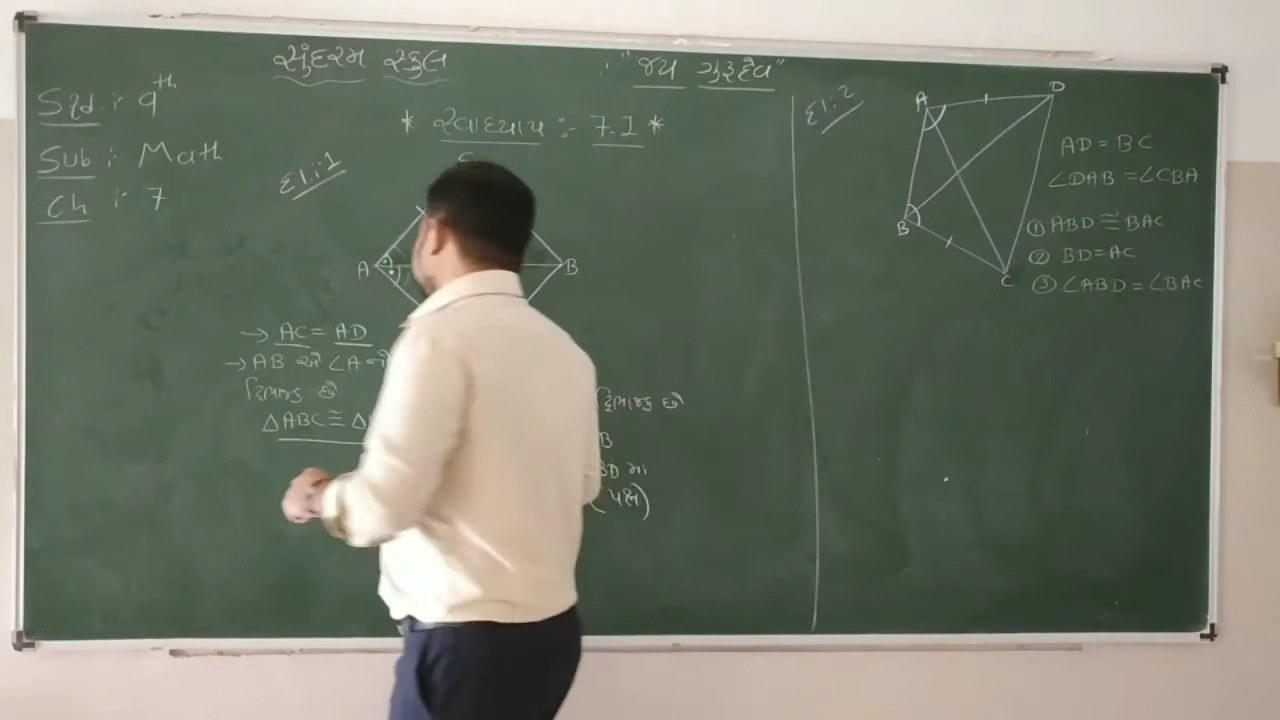 સુંદરમ સ્કુલ
"જય ગુરૂદેવ"
Std :- 9th
Sub :- Math
Ch :- 7
* સ્વાધ્યાય :- 7.1 *
દા.:1
A
B
→ AC = AD
→ AB એ ∠A નો
દ્વિભાજક છે
△ABC ≅ △
દ્વિભાજક છે
B
BD માં
(પક્ષ)
દા.:2
A
D
B
C
AD = BC
∠DAB = ∠CBA
① ABD ≅ BAC
② BD = AC
③ ∠ABD = ∠BAC